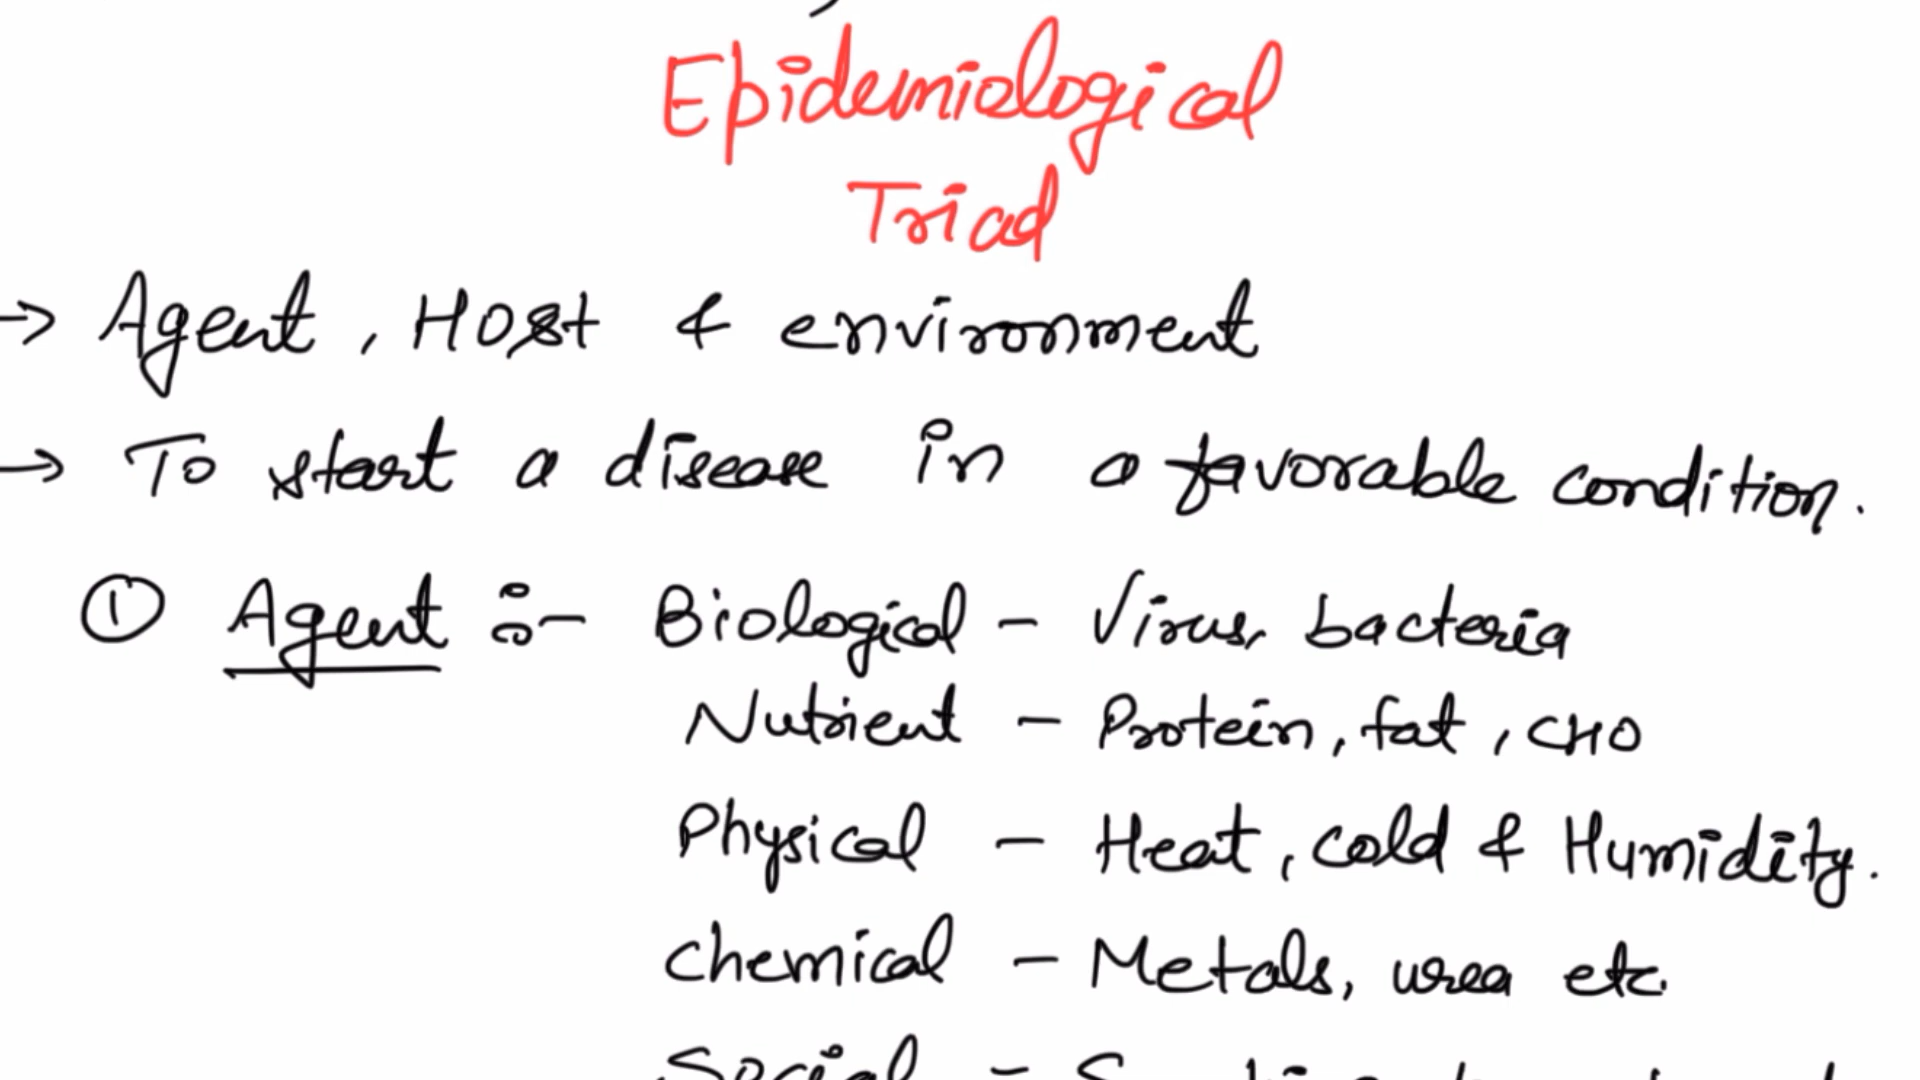 Epidemiological
Triad
→ Agent, Host & environment
→ To start a disease in a favorable condition.
① Agent :- Biological - Virus, bacteria
Nutrient - Protein, fat, CHO
Physical - Heat, cold & Humidity.
Chemical - Metals, urea etc.
Social -